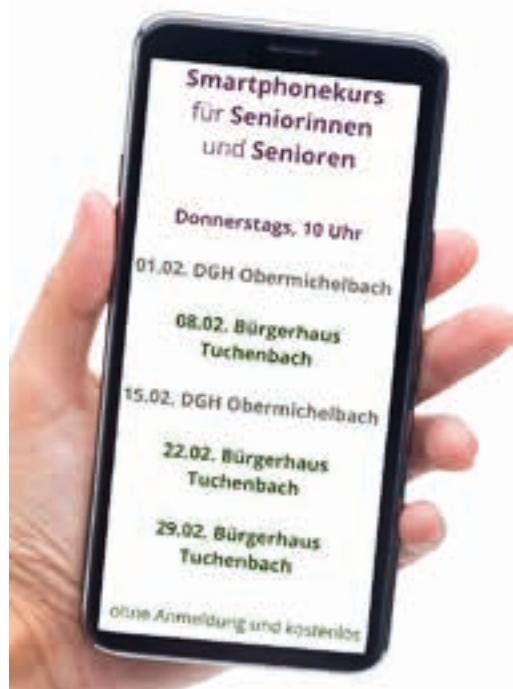 Smartphonekurs
für Seniorinnen
und Senioren
Donnerstags, 10 Uhr
01.02. DGH Obermichelbach
08.02. Bürgerhaus
Tuchenbach
15.02. DGH Obermichelbach
22.02. Bürgerhaus
Tuchenbach
29.02. Bürgerhaus
Tuchenbach
ohne Anmeldung und kostenlos